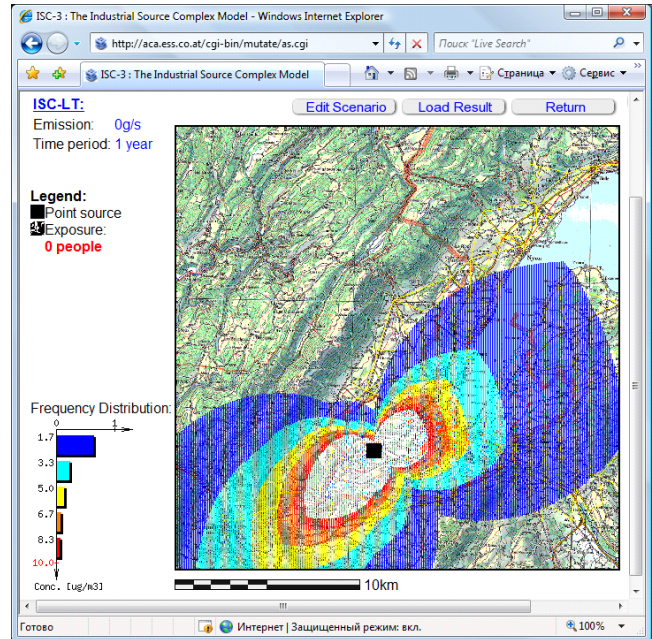 ISC-3 : The Industrial Source Complex Model - Windows Internet Explorer
http://aca.ess.co.at/cgi-bin/mutate/as.cgi
Поиск "Live Search"
ISC-3 : The Industrial Source Complex Model
Страница
Сервис
ISC-LT:
Edit Scenario
Load Result
Return
Emission: 0g/s
Time period: 1 year
Legend:
Point source
Exposure:
0 people
Frequency Distribution:
0 1
1.7
3.3
5.0
6.7
8.3
10.0
Conc. [ug/m3]
10km
Готово
Интернет | Защищенный режим: вкл.
100%